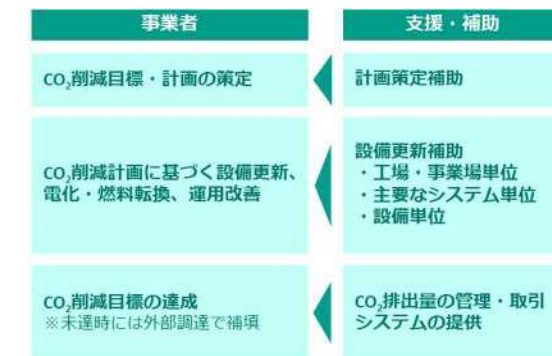 事業者
支援・補助
CO₂削減目標・計画の策定
計画策定補助
CO₂削減計画に基づく設備更新、
電化・燃料転換、運用改善
設備更新補助
・工場・事業場単位
・主要なシステム単位
・設備単位
CO₂削減目標の達成
※未達時には外部調達で補填
CO₂排出量の管理・取引
システムの提供